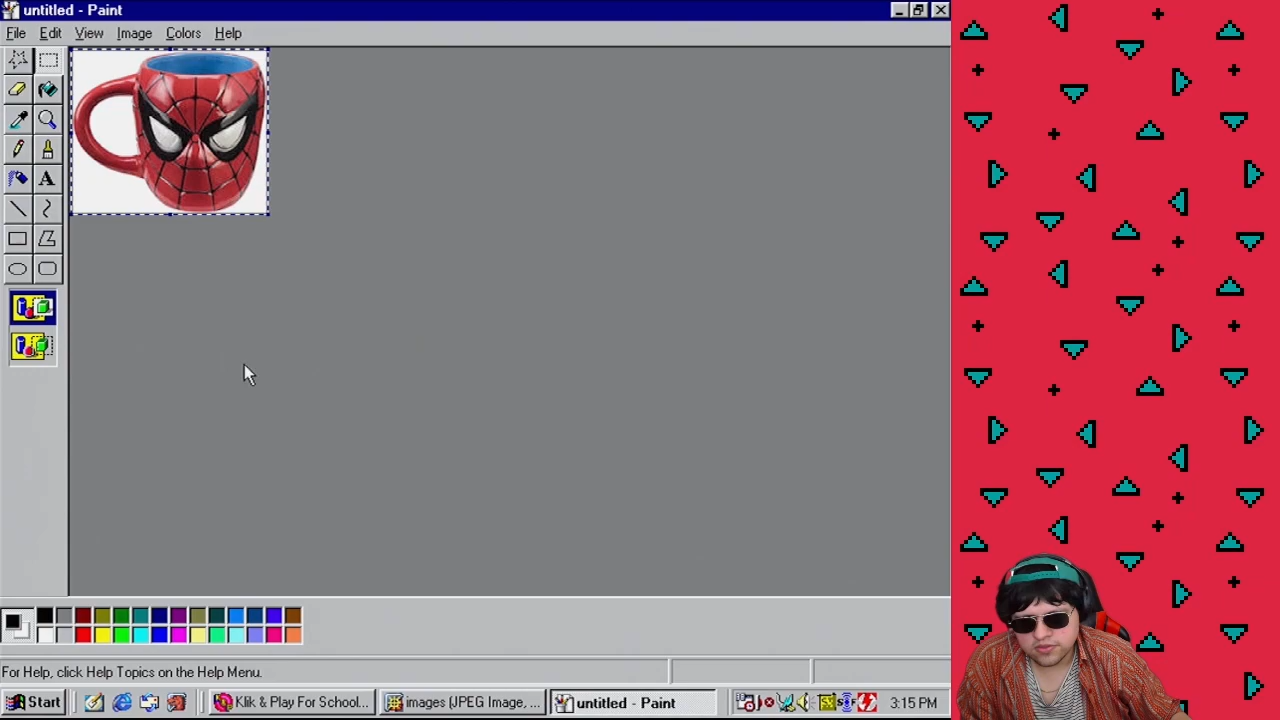 untitled - Paint
File Edit View Image Colors Help
A
For Help, click Help Topics on the Help Menu.
Start Klik & Play For School... images (JPEG Image, ... untitled - Paint 3:15 PM